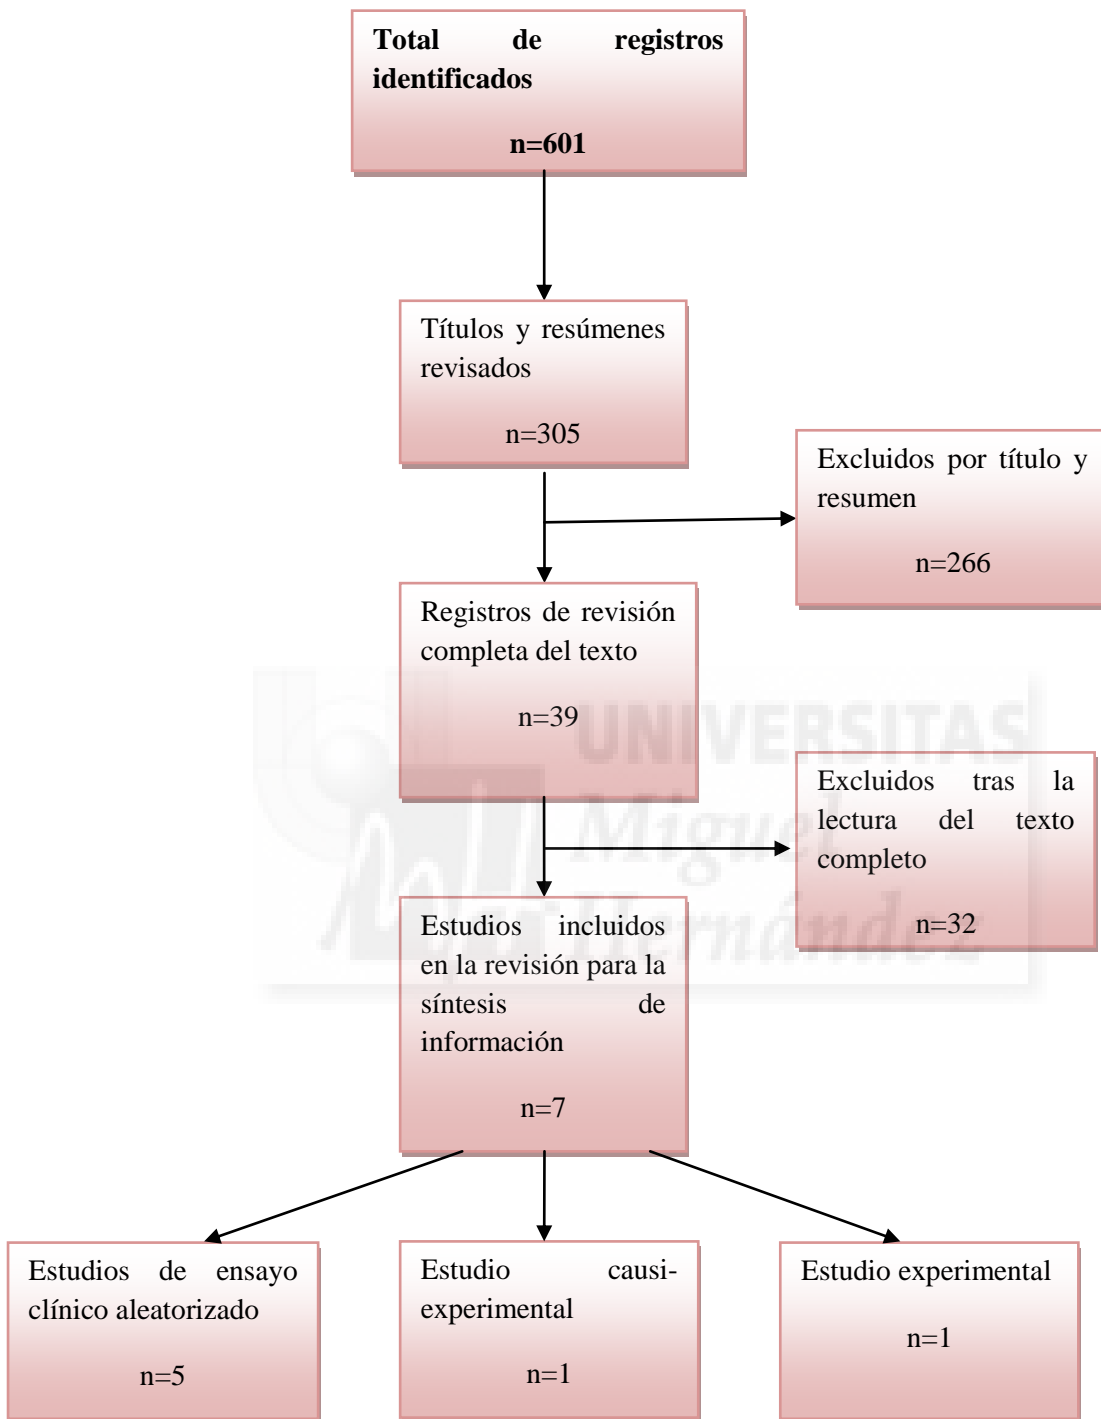 Total de registros
identificados
n=601
Títulos y resúmenes
revisados
n=305
Excluidos por título y
resumen
n=266
Registros de revisión
completa del texto
n=39
UNIVERSITAS
Miguel
Hernández
Excluidos tras la
lectura del texto
completo
n=32
Estudios incluidos
en la revisión para la
síntesis de
información
n=7
Estudios de ensayo
clínico aleatorizado
n=5
Estudio causi-
experimental
n=1
Estudio experimental
n=1